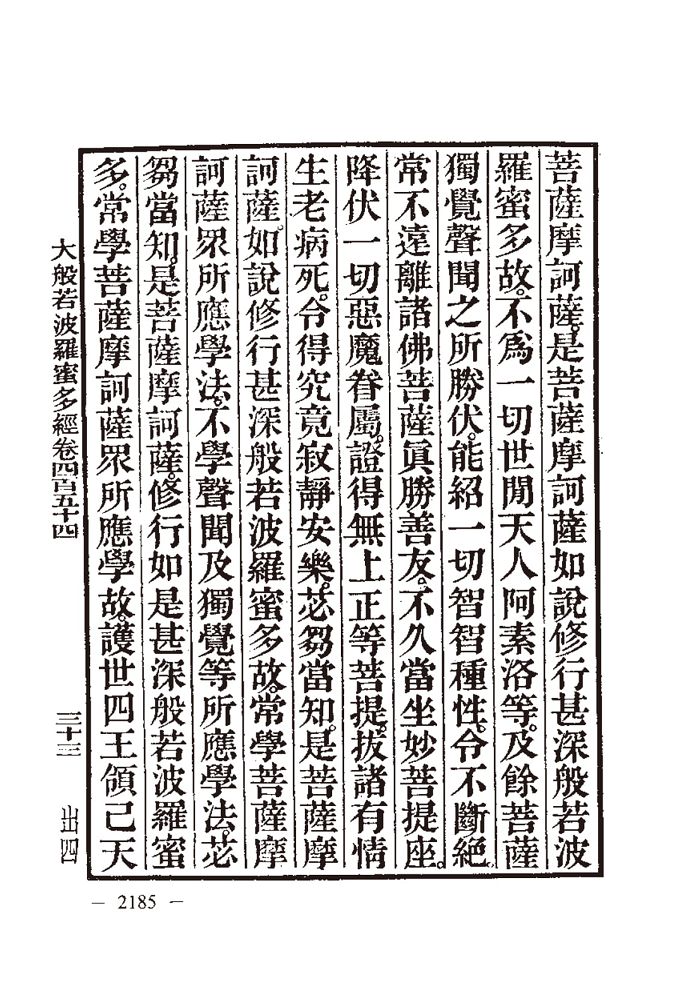 菩薩摩訶薩。是菩薩摩訶薩如說修行甚深般若波
羅蜜多故。不爲一切世閒天人阿素洛等。及餘菩薩
獨覺聲聞之所勝伏。能紹一切智智種性。令不斷絕
常不遠離諸佛菩薩眞勝善友。不久當坐妙菩提座。
降伏一切惡魔眷屬。證得無上正等菩提。拔諸有情
生老病死。令得究竟寂靜安樂。苾芻當知。是菩薩摩
訶薩。如說修行甚深般若波羅蜜多故。常學菩薩摩
訶薩眾所應學法。不學聲聞及獨覺等所應學法。苾
芻當知。是菩薩摩訶薩。修行如是甚深般若波羅蜜
多。常學菩薩摩訶薩眾所應學故。護世四王領己天
大般若波羅蜜多經卷四百五十四
三十三
出四
— 2185 —